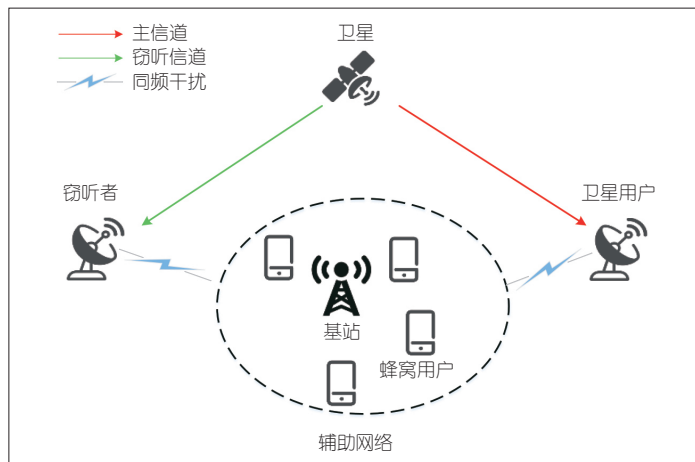 主信道
窃听信道
同频干扰
卫星
窃听者
卫星用户
基站
蜂窝用户
辅助网络